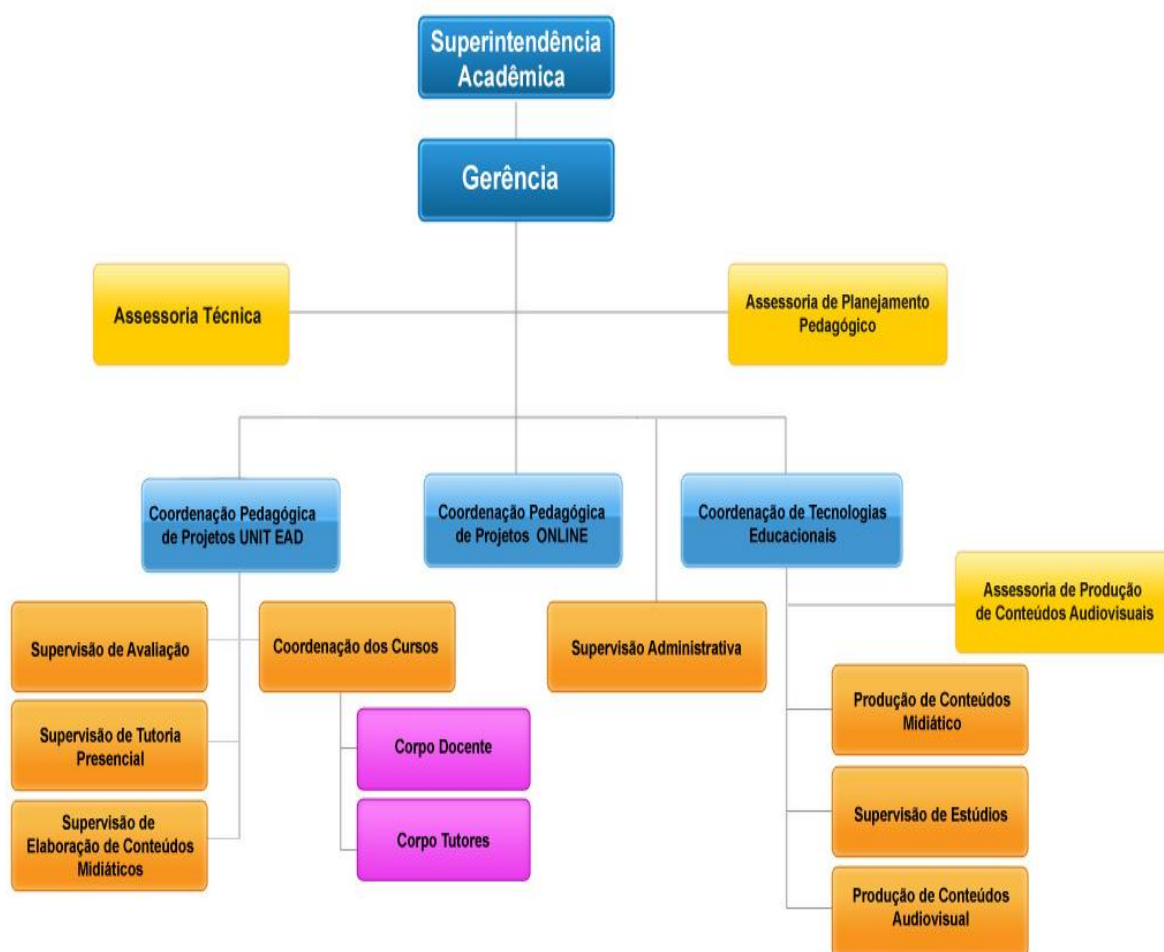 Superintendência
Acadêmica
Gerência
Assessoria Técnica
Assessoria de Planejamento
Pedagógico
Coordenação Pedagógica
de Projetos UNIT EAD
Coordenação Pedagógica
de Projetos ONLINE
Coordenação de Tecnologias
Educacionais
Assessoria de Produção
de Conteúdos Audiovisuais
Supervisão de Avaliação
Coordenação dos Cursos
Supervisão Administrativa
Supervisão de Tutoria
Presencial
Corpo Docente
Produção de Conteúdos
Midiático
Supervisão de
Elaboração de Conteúdos
Midiáticos
Corpo Tutores
Supervisão de Estúdios
Produção de Conteúdos
Audiovisual